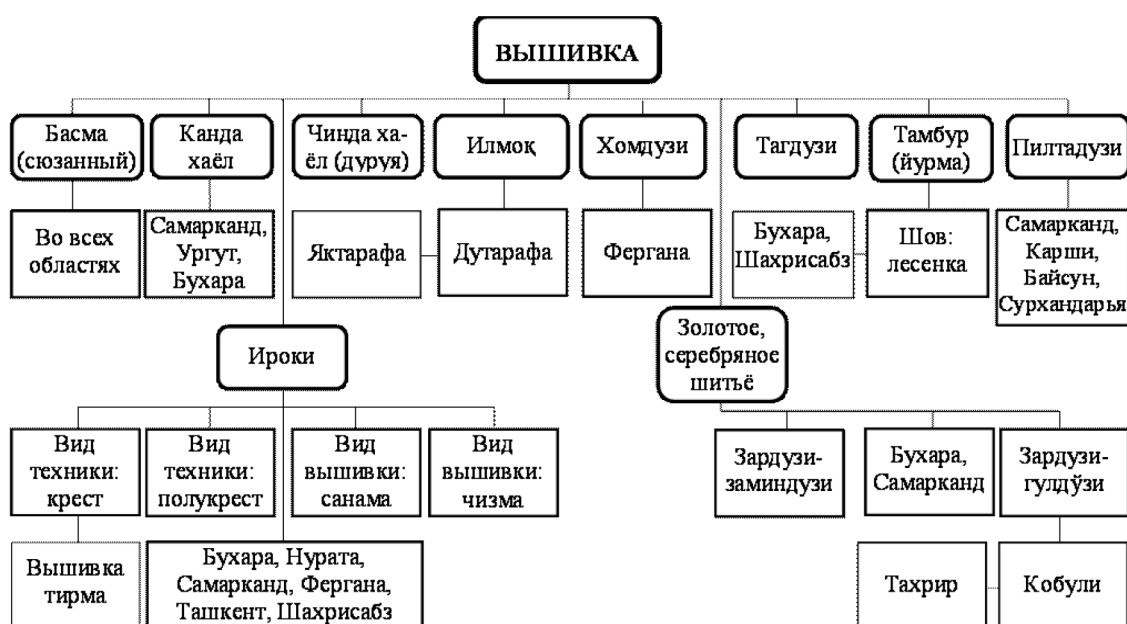 ВЫШИВКА
Басма
(сюзанный)
Канда
хаёл
Чинда ха-
ёл (дуруя)
Илмоқ
Хомдузи
Тагдузи
Тамбур
(йурма)
Пилтадузи
Во всех
областях
Самарканд,
Ургут,
Бухара
Яктарафа
Дутарафа
Фергана
Бухара,
Шахрисабз
Шов:
лесенка
Самарканд,
Карши,
Байсун,
Сурхандарья
Ироки
Золотое,
серебряное
шитьё
Вид
техники:
крест
Вид
техники:
полукрест
Вид
вышивки:
санама
Вид
вышивки:
чизма
Зардузи-
заминдузи
Бухара,
Самарканд
Зардузи-
гулдўзи
Вышивка
тирма
Бухара, Нурата,
Самарканд, Фергана,
Ташкент, Шахрисабз
Тахрир
Кобули